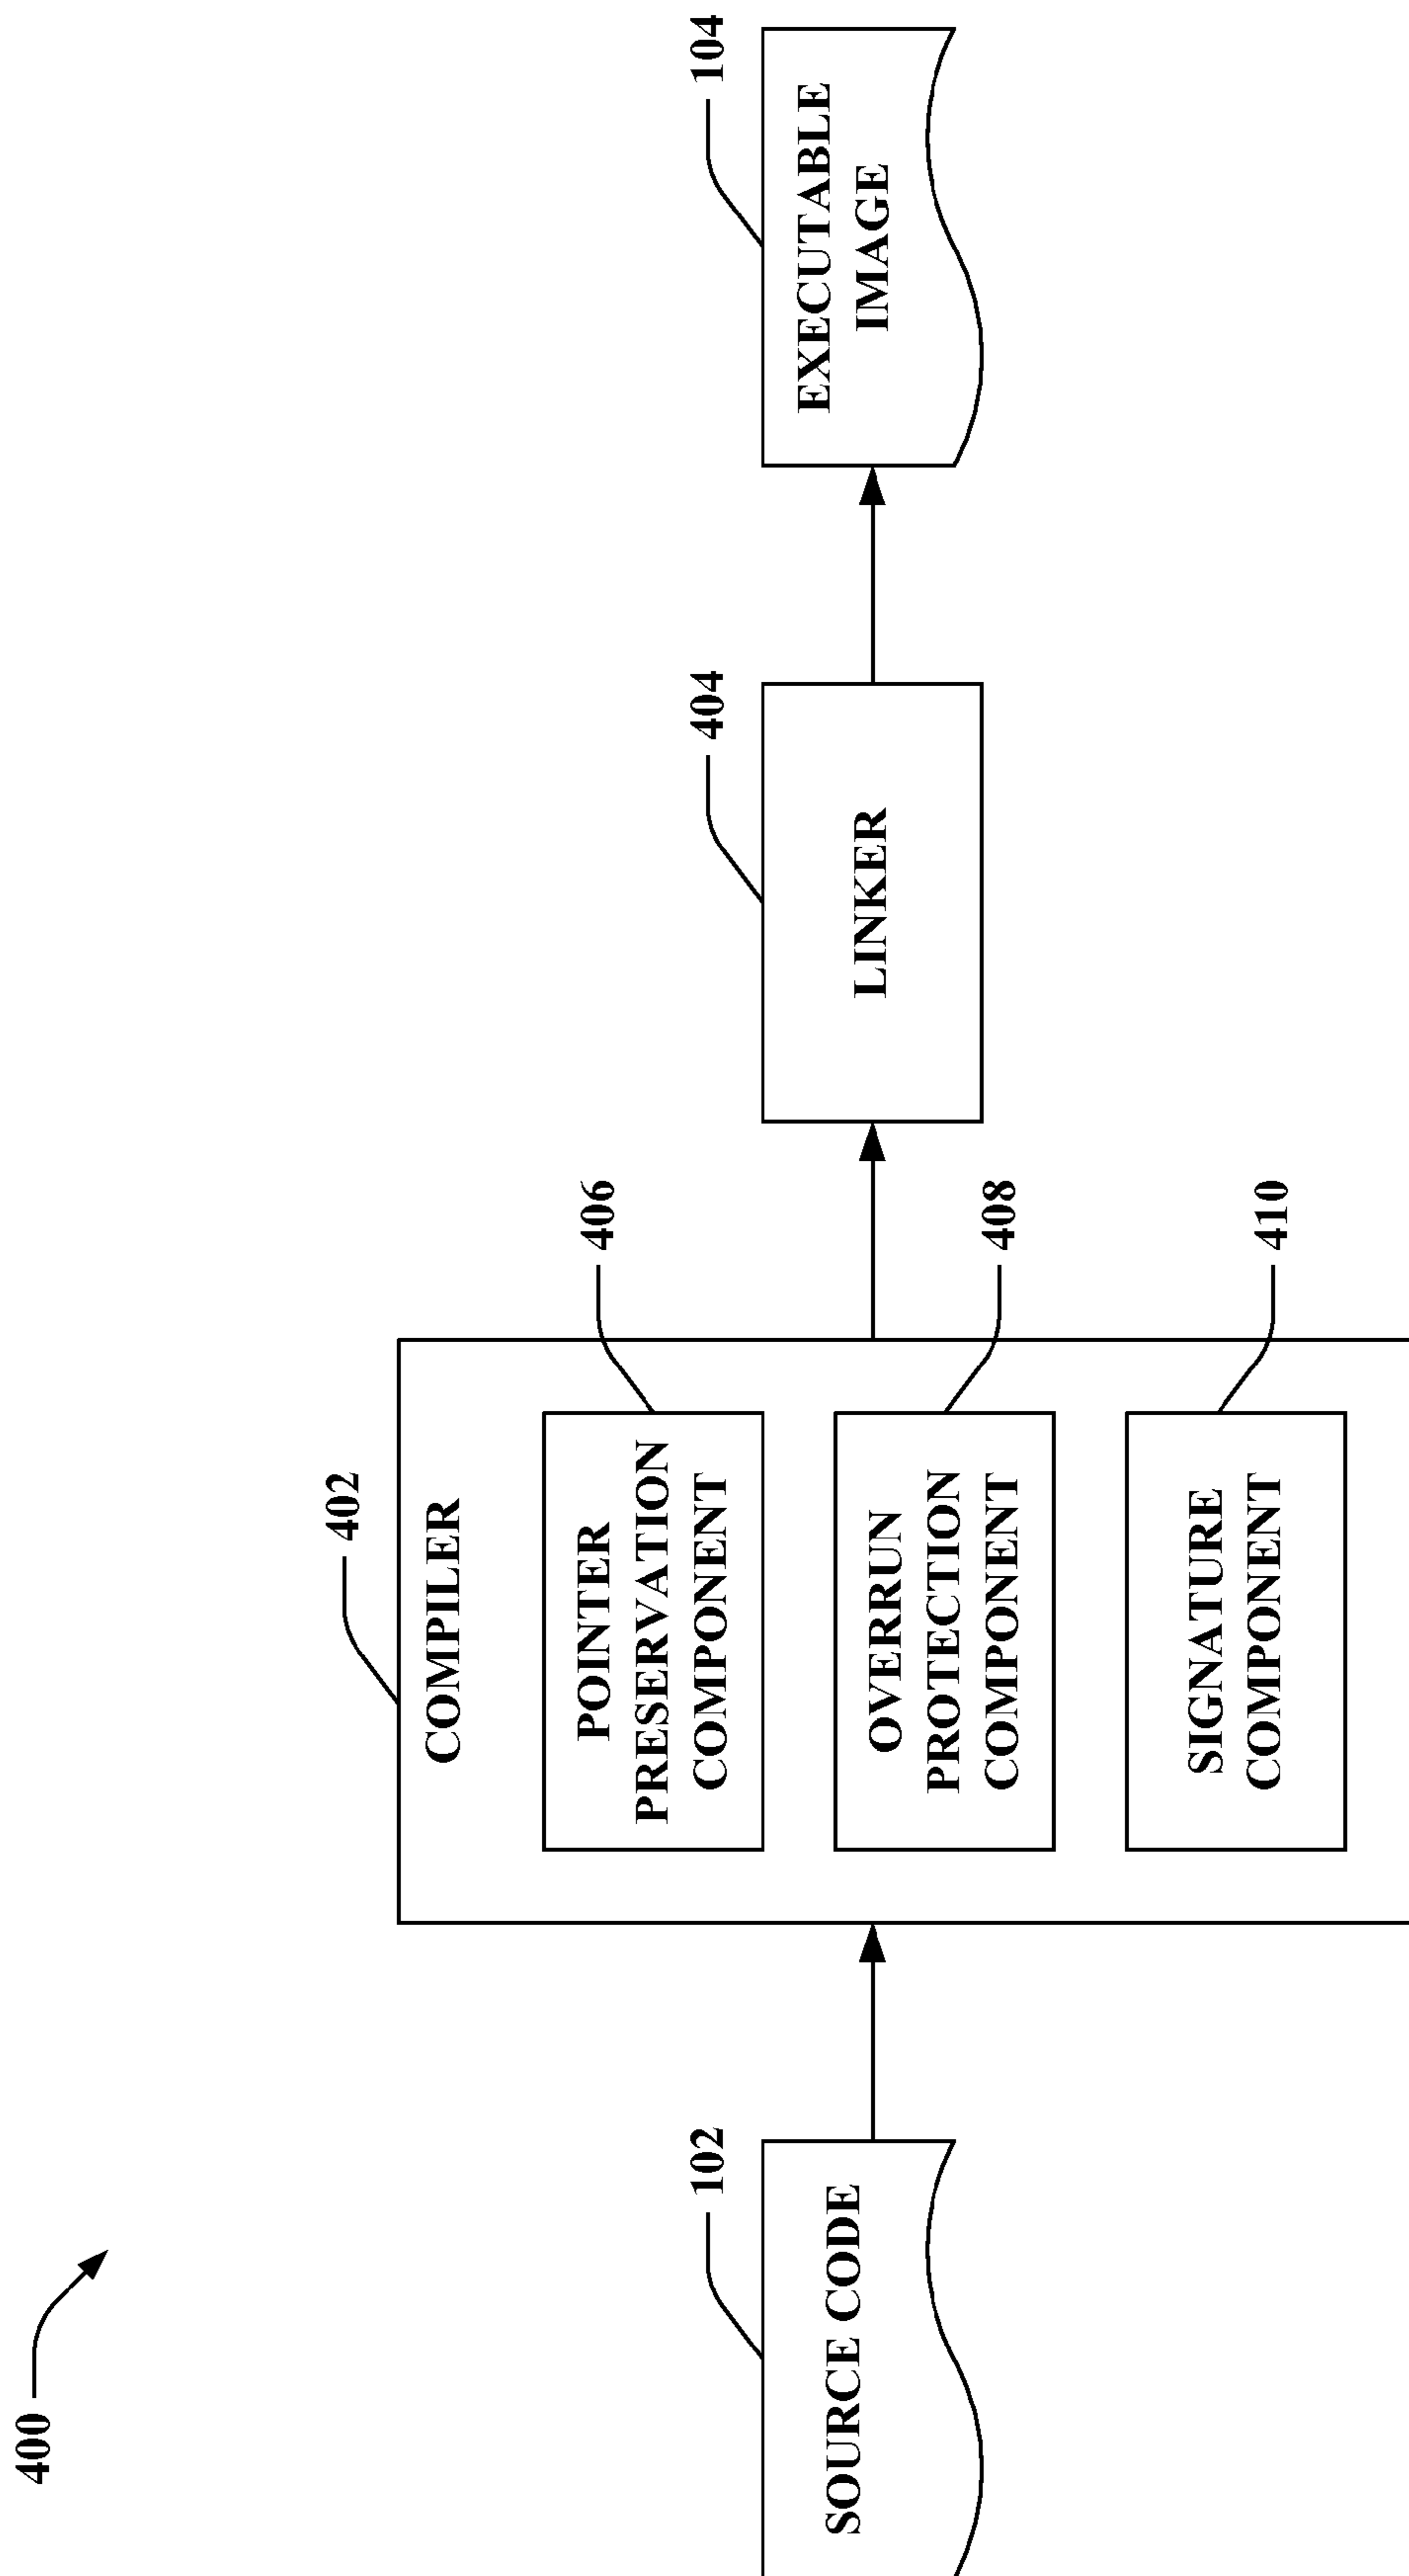 400
402
COMPILER
406
POINTER
PRESERVATION
COMPONENT
102
404
104
SOURCE CODE
OVERRUN
PROTECTION
COMPONENT
408
LINKER
EXECUTABLE
IMAGE
SIGNATURE
COMPONENT
410